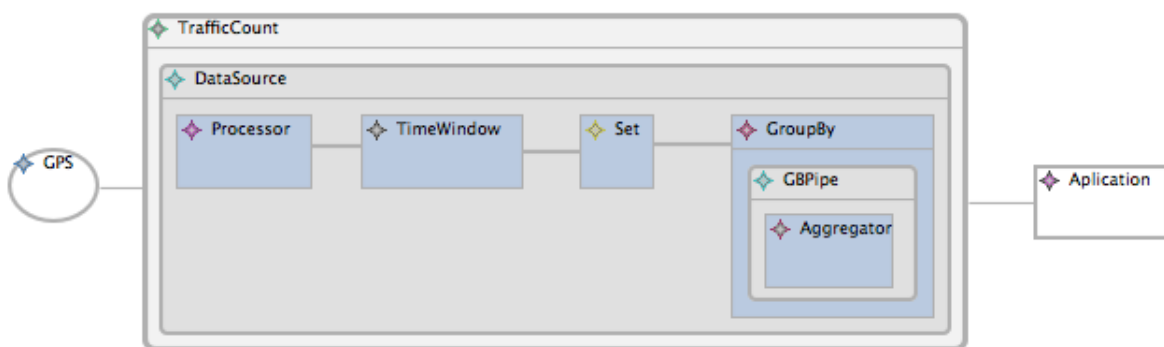 TrafficCount
DataSource
Processor
TimeWindow
Set
GroupBy
GPS
GBPipe
Aplication
Aggregator